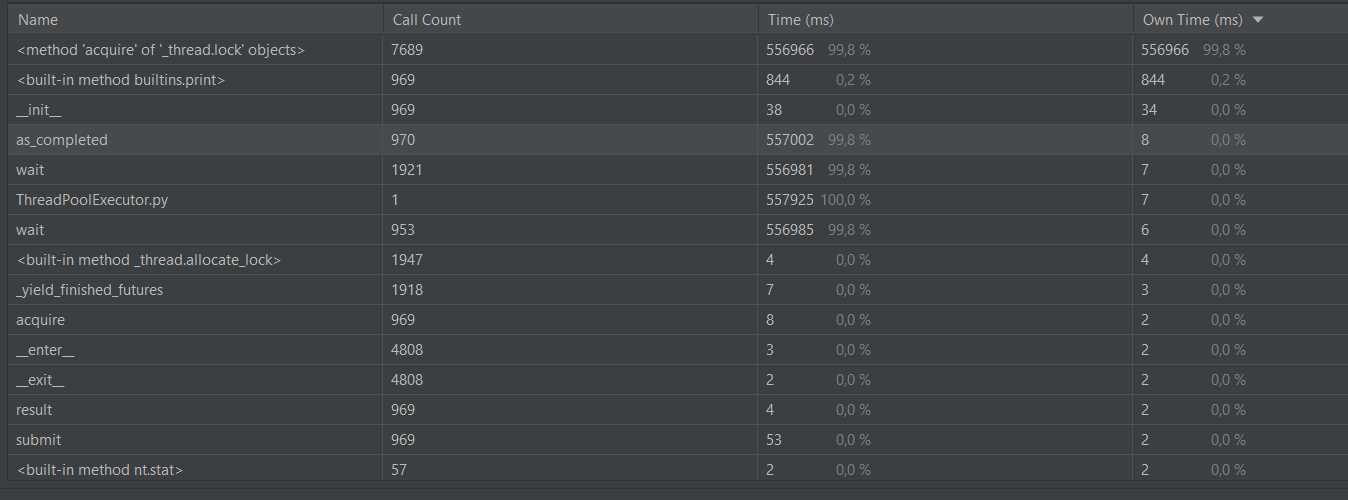 Name Call Count Time (ms) Own Time (ms)
<method 'acquire' of '_thread.lock' objects> 7689 556966 99,8 % 556966 99,8 %
<built-in method builtins.print> 969 844 0,2 % 844 0,2 %
__init__ 969 38 0,0 % 34 0,0 %
as_completed 970 557002 99,8 % 8 0,0 %
wait 1921 556981 99,8 % 7 0,0 %
ThreadPoolExecutor.py 1 557925 100,0 % 7 0,0 %
wait 953 556985 99,8 % 6 0,0 %
<built-in method _thread.allocate_lock> 1947 4 0,0 % 4 0,0 %
_yield_finished_futures 1918 7 0,0 % 3 0,0 %
acquire 969 8 0,0 % 2 0,0 %
__enter__ 4808 3 0,0 % 2 0,0 %
__exit__ 4808 2 0,0 % 2 0,0 %
result 969 4 0,0 % 2 0,0 %
submit 969 53 0,0 % 2 0,0 %
<built-in method nt.stat> 57 2 0,0 % 2 0,0 %